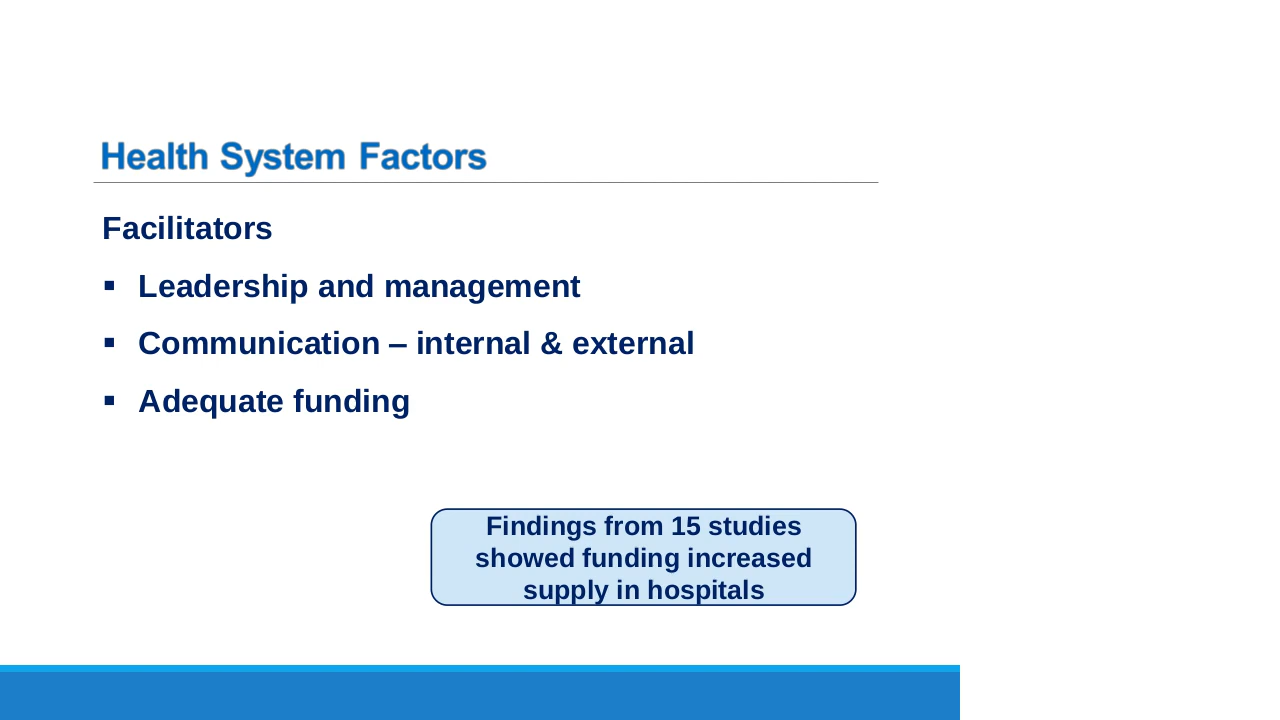 Health System Factors
Facilitators
▪ Leadership and management
▪ Communication – internal & external
▪ Adequate funding
Findings from 15 studies
showed funding increased
supply in hospitals